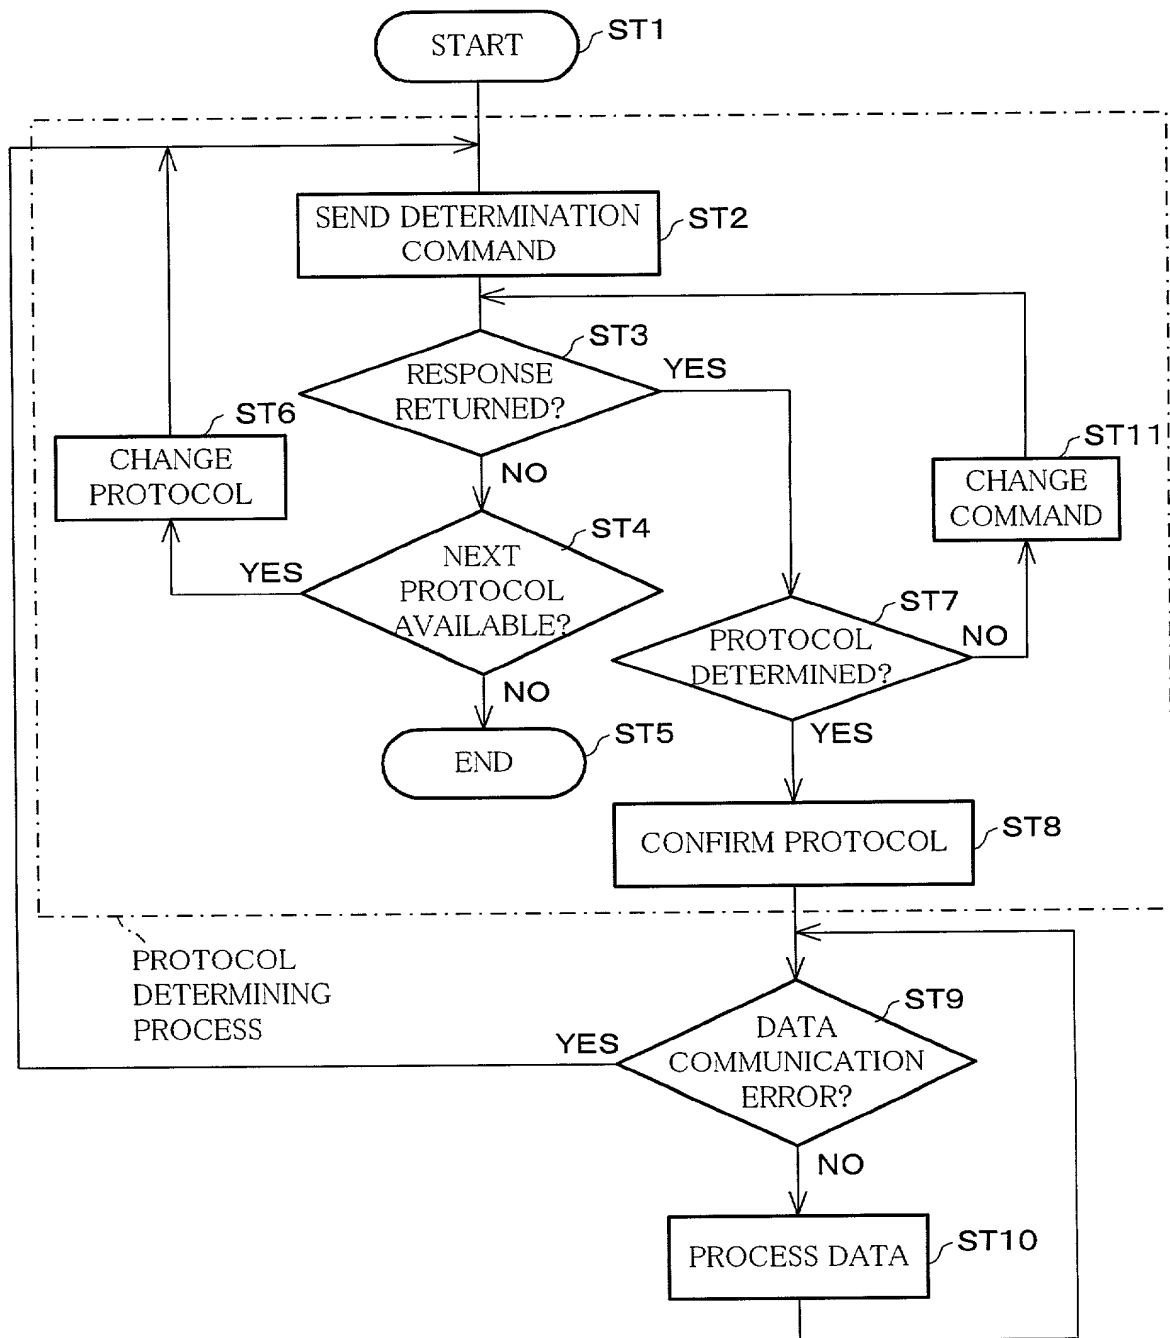 START
ST1
SEND DETERMINATION
COMMAND
ST2
RESPONSE
RETURNED?
ST3
YES
NO
CHANGE
PROTOCOL
ST6
CHANGE
COMMAND
ST11
NEXT
PROTOCOL
AVAILABLE?
ST4
YES
NO
PROTOCOL
DETERMINED?
ST7
NO
YES
END
ST5
CONFIRM PROTOCOL
ST8
PROTOCOL
DETERMINING
PROCESS
DATA
COMMUNICATION
ERROR?
ST9
YES
NO
PROCESS DATA
ST10